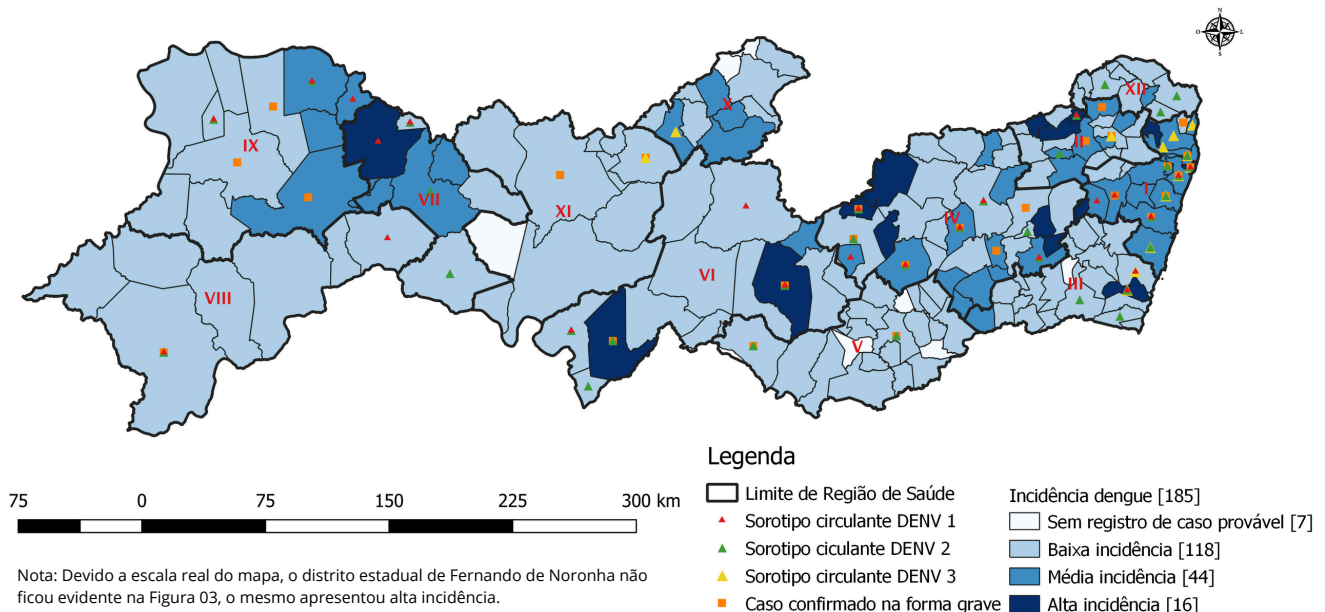 N
O
L
S
XII
X
II
IX
I
VII
XI
IV
VI
VIII
III
V
75 0 75 150 225 300 km
Nota: Devido a escala real do mapa, o distrito estadual de Fernando de Noronha não
ficou evidente na Figura 03, o mesmo apresentou alta incidência.
Legenda
Limite de Região de Saúde
Sorotipo circulante DENV 1
Sorotipo ciculante DENV 2
Sorotipo circulante DENV 3
Caso confirmado na forma grave
Incidência dengue [185]
Sem registro de caso provável [7]
Baixa incidência [118]
Média incidência [44]
Alta incidência [16]